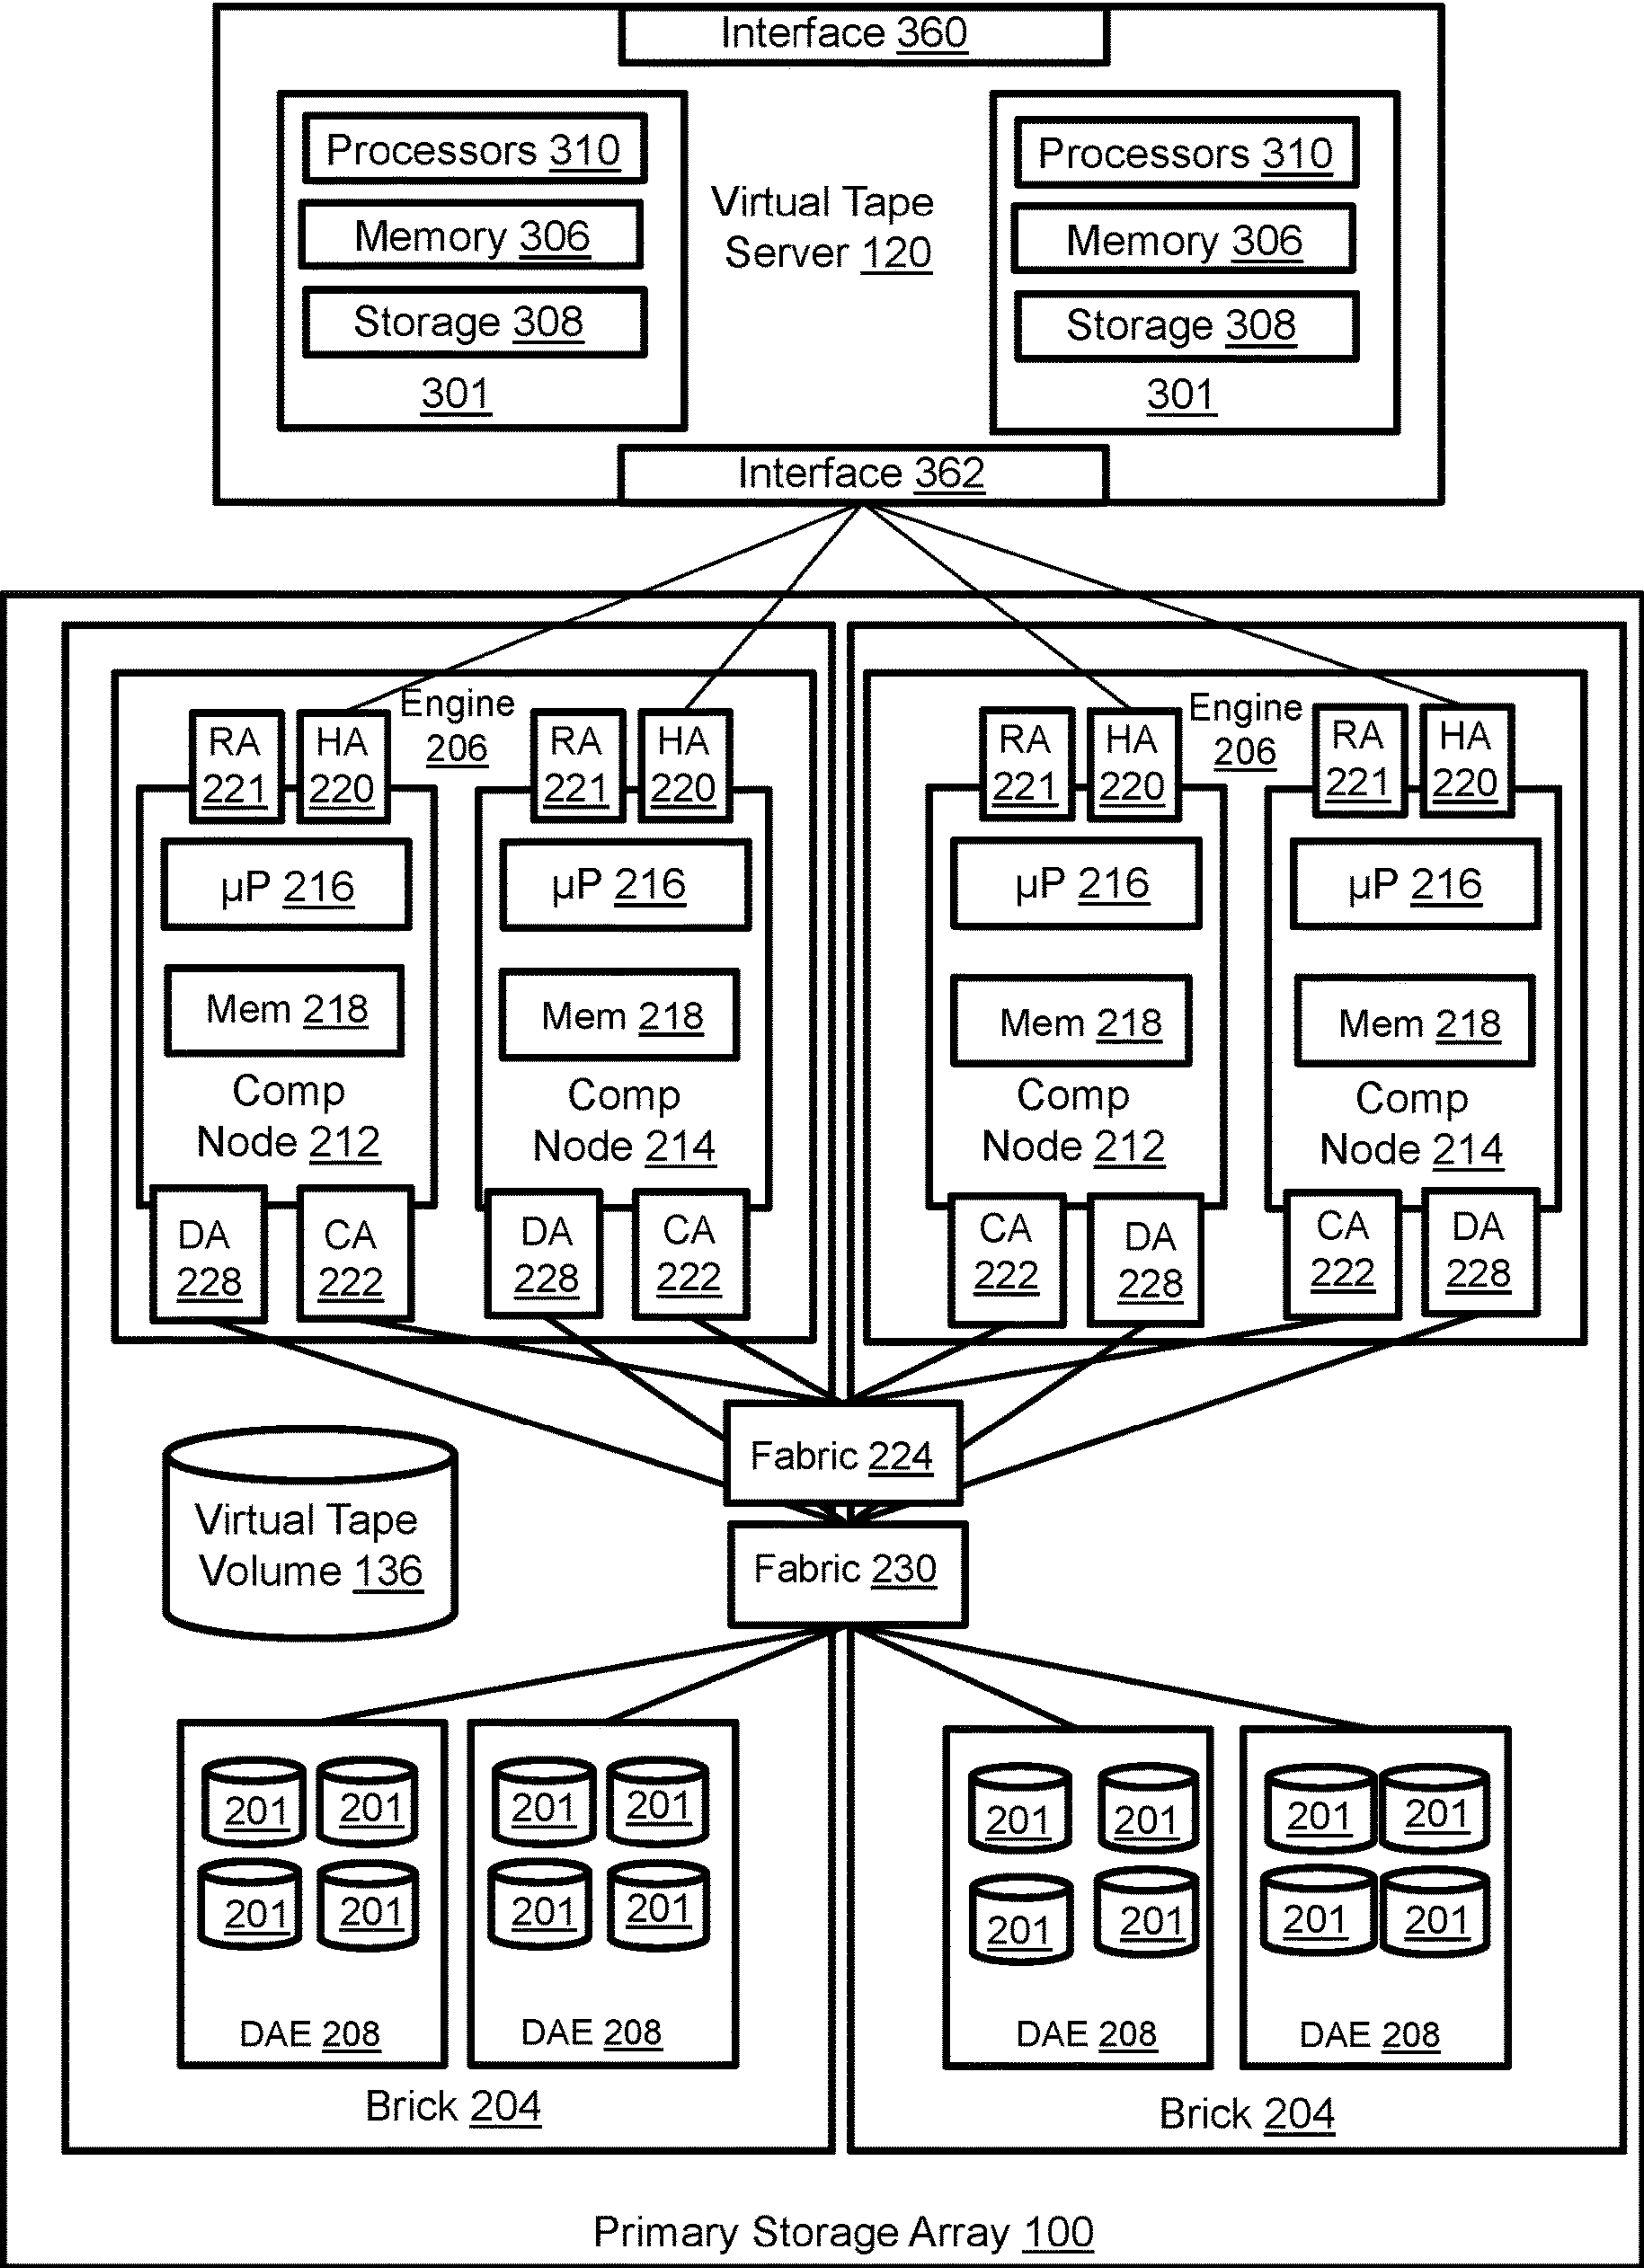 Interface 360
Processors 310
Memory 306
Storage 308
301
Virtual Tape
Server 120
Processors 310
Memory 306
Storage 308
301
Interface 362
Engine
206
RA
221
HA
220
µP 216
Mem 218
Comp
Node 212
DA
228
CA
222
RA
221
HA
220
µP 216
Mem 218
Comp
Node 214
DA
228
CA
222
Engine
206
RA
221
HA
220
µP 216
Mem 218
Comp
Node 212
CA
222
DA
228
RA
221
HA
220
µP 216
Mem 218
Comp
Node 214
CA
222
DA
228
Fabric 224
Virtual Tape
Volume 136
Fabric 230
201 201
201 201
DAE 208
201 201
201 201
DAE 208
Brick 204
201 201
201 201
DAE 208
201 201
201 201
DAE 208
Brick 204
Primary Storage Array 100